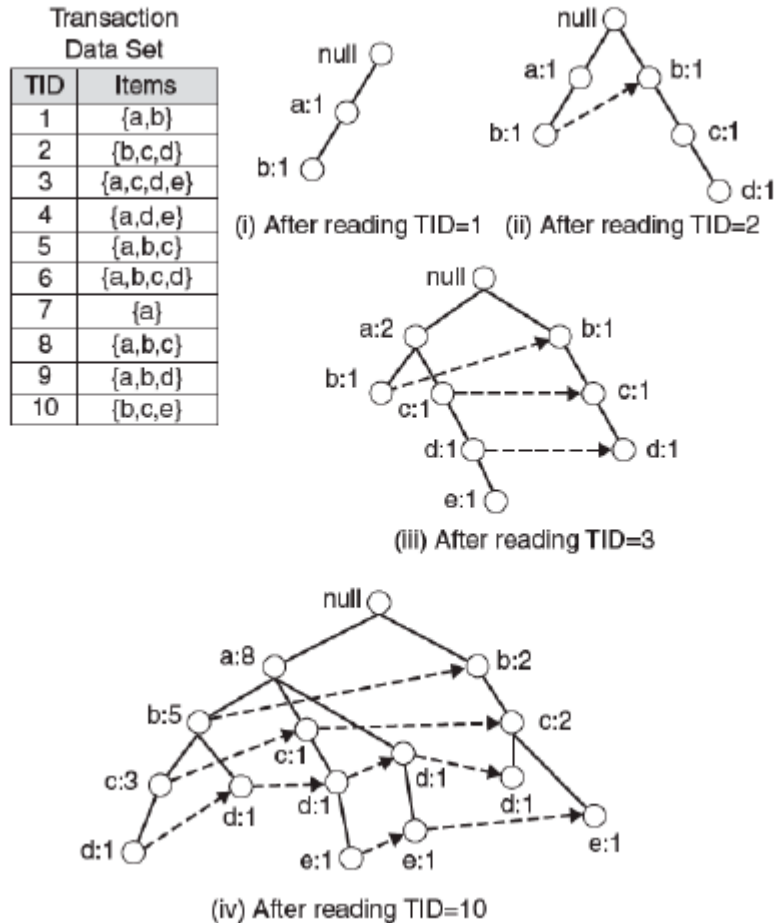 Transaction
Data Set
TID Items
1 {a,b}
2 {b,c,d}
3 {a,c,d,e}
4 {a,d,e}
5 {a,b,c}
6 {a,b,c,d}
7 {a}
8 {a,b,c}
9 {a,b,d}
10 {b,c,e}
null
a:1
b:1
(i) After reading TID=1
null
a:1 b:1
b:1 c:1
d:1
(ii) After reading TID=2
null
a:2 b:1
b:1 c:1 c:1
d:1 d:1
e:1
(iii) After reading TID=3
null
a:8 b:2
b:5 c:1 c:2
c:3 d:1 d:1 d:1 d:1
d:1 e:1 e:1 e:1
(iv) After reading TID=10